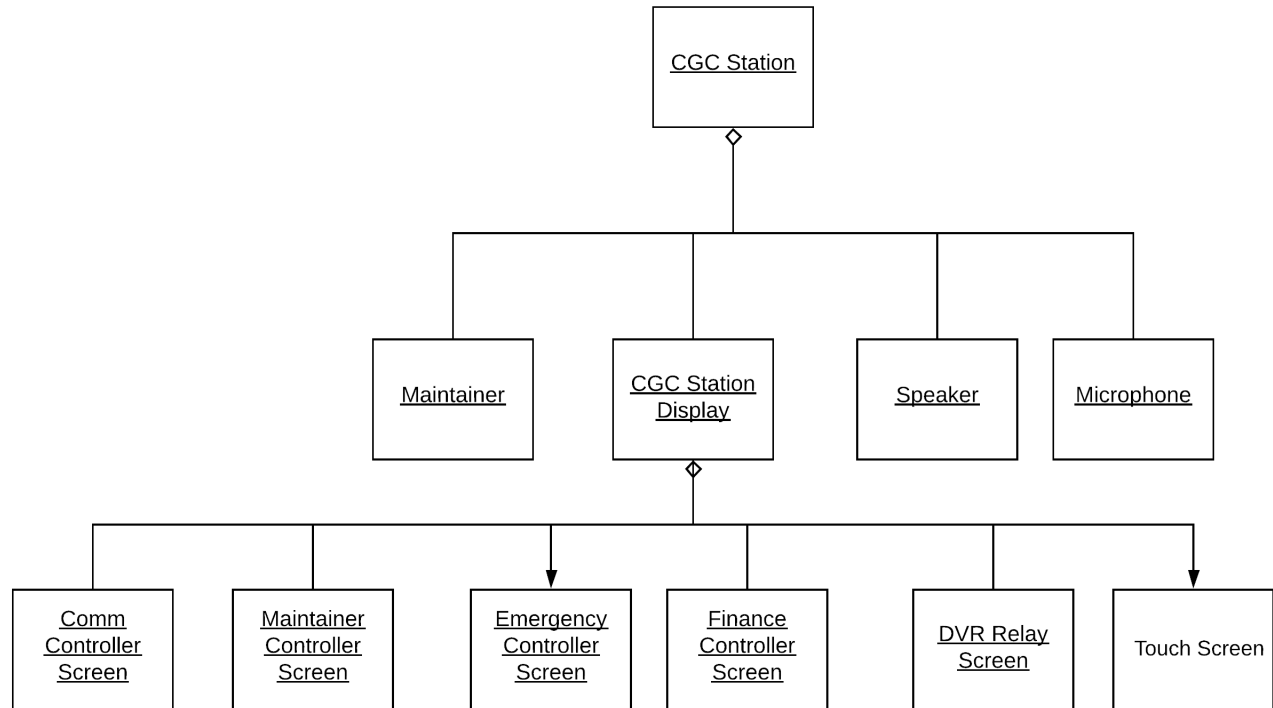 CGC Station
Maintainer
CGC Station
Display
Speaker
Microphone
Comm
Controller
Screen
Maintainer
Controller
Screen
Emergency
Controller
Screen
Finance
Controller
Screen
DVR Relay
Screen
Touch Screen